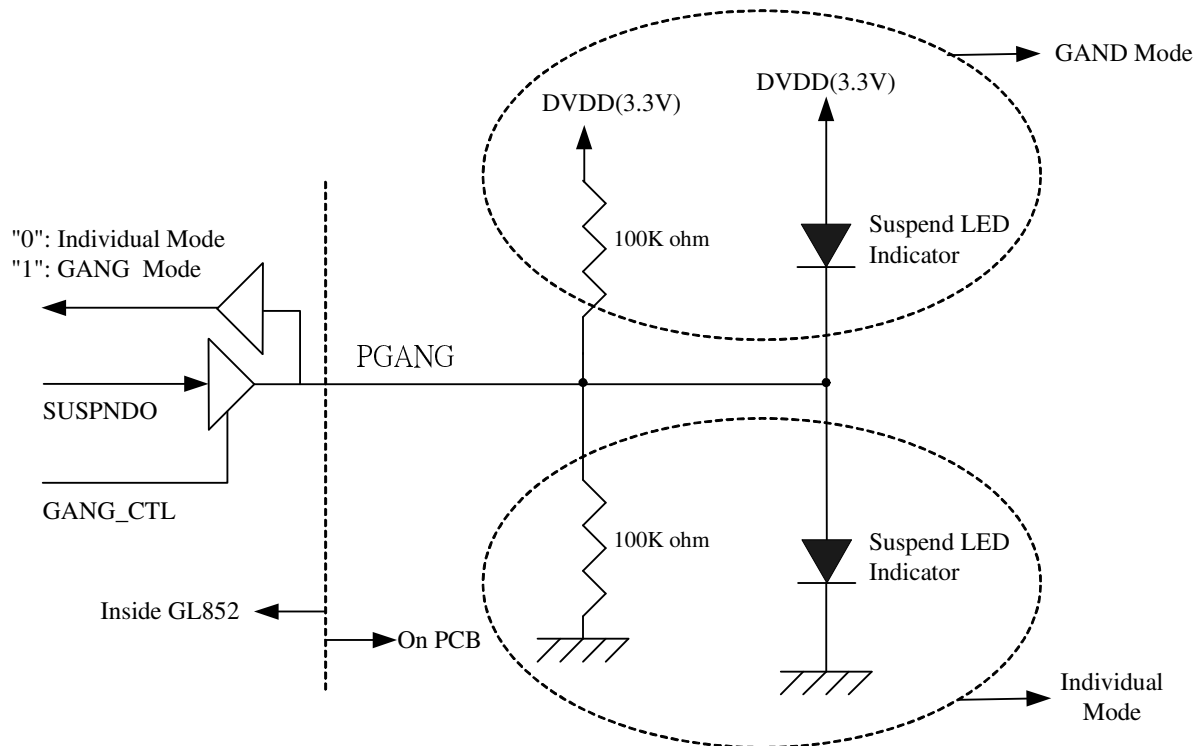 GAND Mode
DVDD(3.3V)
DVDD(3.3V)
"0": Individual Mode
"1": GANG Mode
100K ohm
Suspend LED
Indicator
PGANG
SUSPNDO
GANG_CTL
100K ohm
Suspend LED
Indicator
Inside GL852
On PCB
Individual
Mode